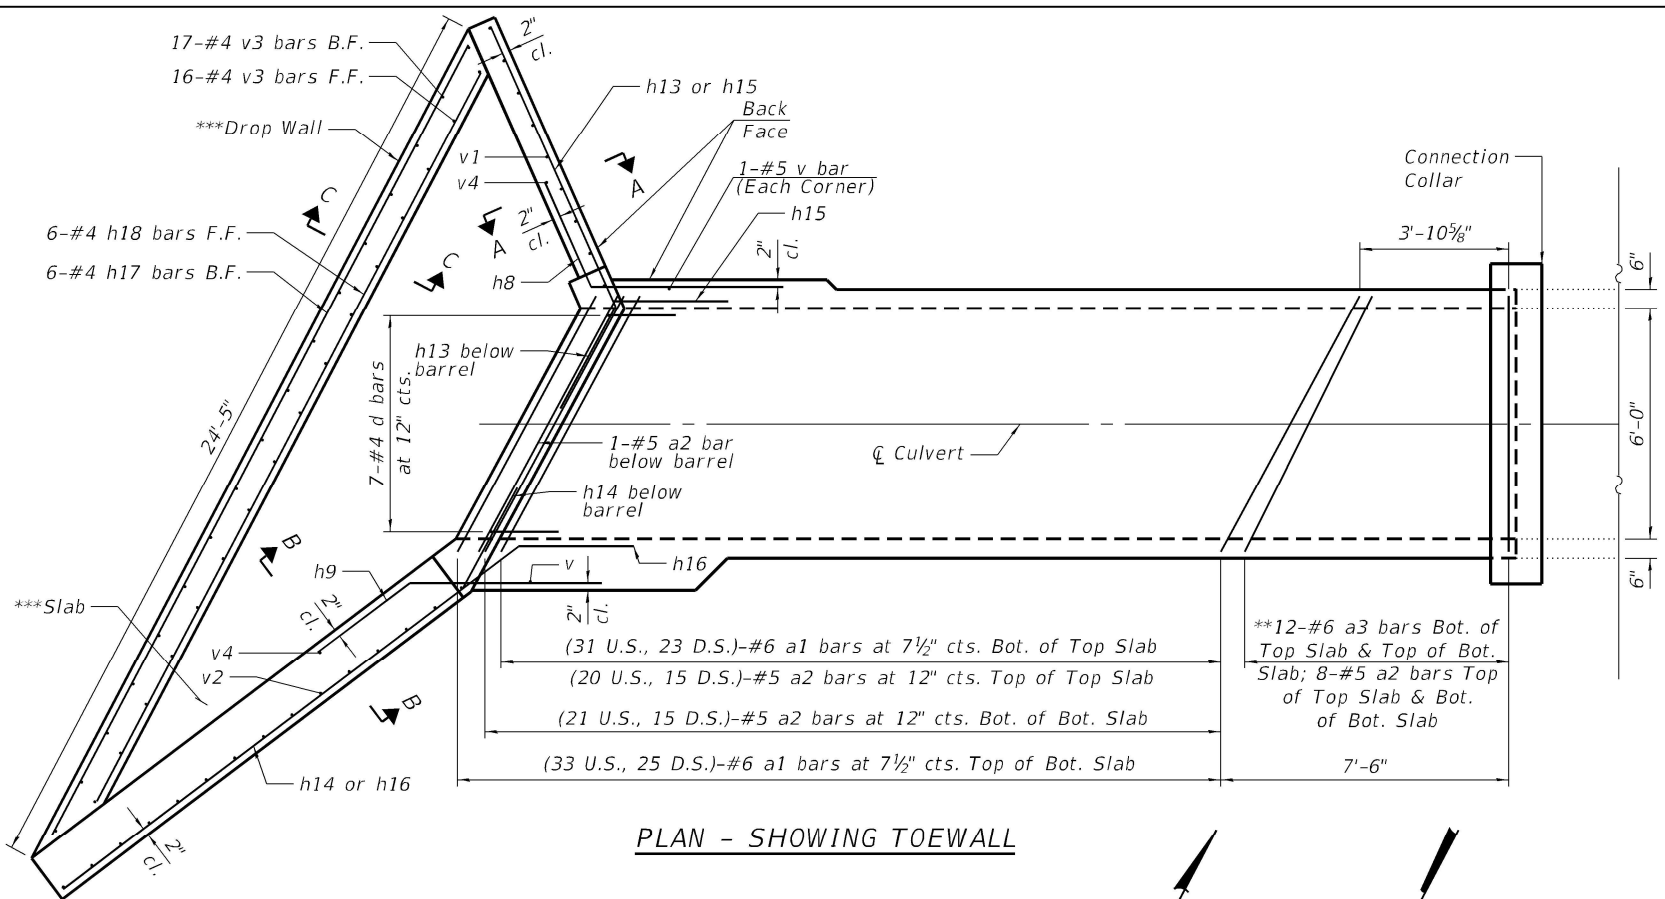 17-#4 v3 bars B.F.
16-#4 v3 bars F.F.
***Drop Wall
2"
cl.
h13 or h15
Back
Face
v1
v4
A
1-#5 v bar
(Each Corner)
h15
Connection
Collar
C
2"
cl.
A
2"
cl.
3'-10⅝"
6"
6-#4 h18 bars F.F.
6-#4 h17 bars B.F.
C
h8
h13 below
barrel
7-#4 d bars
at 12" cts.
24'-5"
1-#5 a2 bar
below barrel
℄ Culvert
6'-0"
h14 below
barrel
B
h9
v
h16
6"
***Slab
2"
cl.
2"
cl.
v4
v2
B
(31 U.S., 23 D.S.)-#6 a1 bars at 7½" cts. Bot. of Top Slab
(20 U.S., 15 D.S.)-#5 a2 bars at 12" cts. Top of Top Slab
(21 U.S., 15 D.S.)-#5 a2 bars at 12" cts. Bot. of Bot. Slab
(33 U.S., 25 D.S.)-#6 a1 bars at 7½" cts. Top of Bot. Slab
**12-#6 a3 bars Bot. of
Top Slab & Top of Bot.
Slab; 8-#5 a2 bars Top
of Top Slab & Bot.
of Bot. Slab
7'-6"
h14 or h16
2"
cl.
PLAN - SHOWING TOEWALL